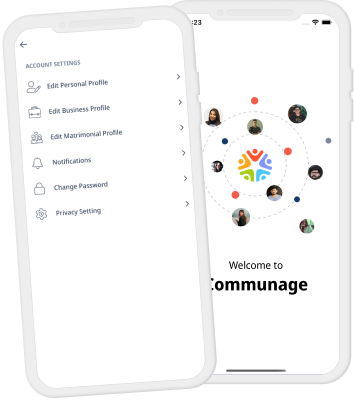 ACCOUNT SETTINGS
Edit Personal Profile
Edit Business Profile
Edit Matrimonial Profile
Notifications
Change Password
Privacy Setting
:23
Welcome to
Communage